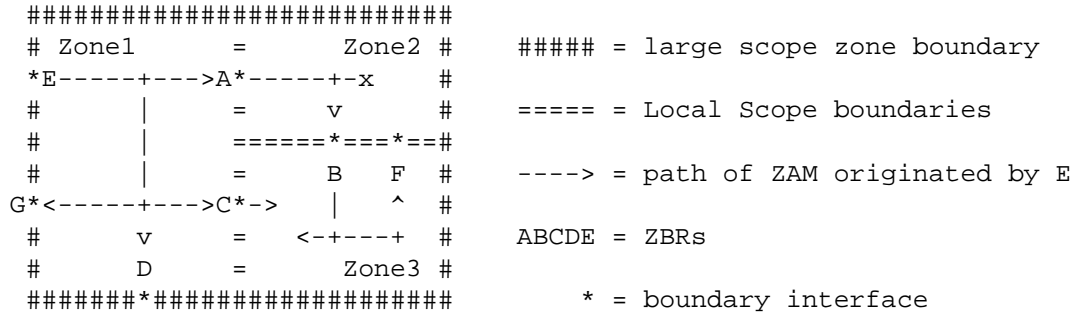 ###########################
# Zone1      =      Zone2 #    ##### = large scope zone boundary
*E-----+--->A*-----+-x    #
#      |     =     v      #    ===== = Local Scope boundaries
#      |     ======*===*==#
#      |     =     B   F  #    ----> = path of ZAM originated by E
G*<-----+--->C*->   |   ^  #
#      v     =   <-+---+  #    ABCDE = ZBRs
#      D     =      Zone3 #
#######*###################        * = boundary interface